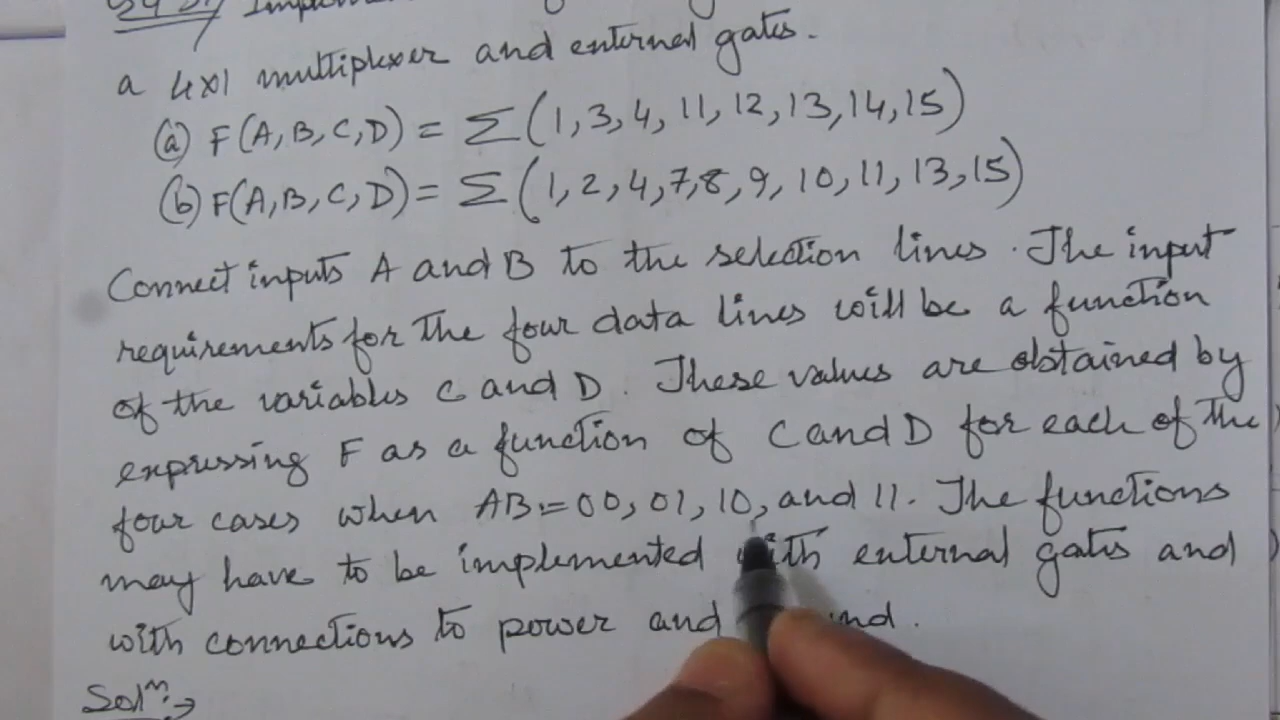 a 4x1 multiplexer and external gates.
(a) F(A,B,C,D) = Σ(1,3,4,11,12,13,14,15)
(b) F(A,B,C,D) = Σ(1,2,4,7,8,9,10,11,13,15)
Connect inputs A and B to the selection lines. The input
requirements for the four data lines will be a function
of the variables C and D. These values are obtained by
expressing F as a function of C and D for each of the
four cases when AB = 00, 01, 10, and 11. The functions
may have to be implemented with external gates and
with connections to power and
Solⁿ:→